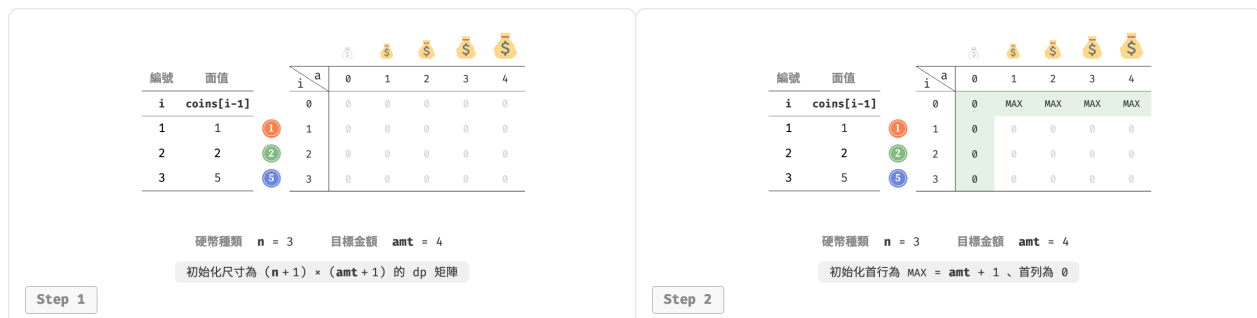 編號 面值 i a 0 1 2 3 4
i coins[i-1] 0 0 0 0 0 0
1 1 1 1 0 0 0 0 0
2 2 2 2 0 0 0 0 0
3 5 5 3 0 0 0 0 0
硬幣種類 n = 3 目標金額 amt = 4
初始化尺寸為 (n + 1) × (amt + 1) 的 dp 矩陣
Step 1
編號 面值 i a 0 1 2 3 4
i coins[i-1] 0 0 MAX MAX MAX MAX
1 1 1 1 0 0 0 0 0
2 2 2 2 0 0 0 0 0
3 5 5 3 0 0 0 0 0
硬幣種類 n = 3 目標金額 amt = 4
初始化首行為 MAX = amt + 1 、首列為 0
Step 2